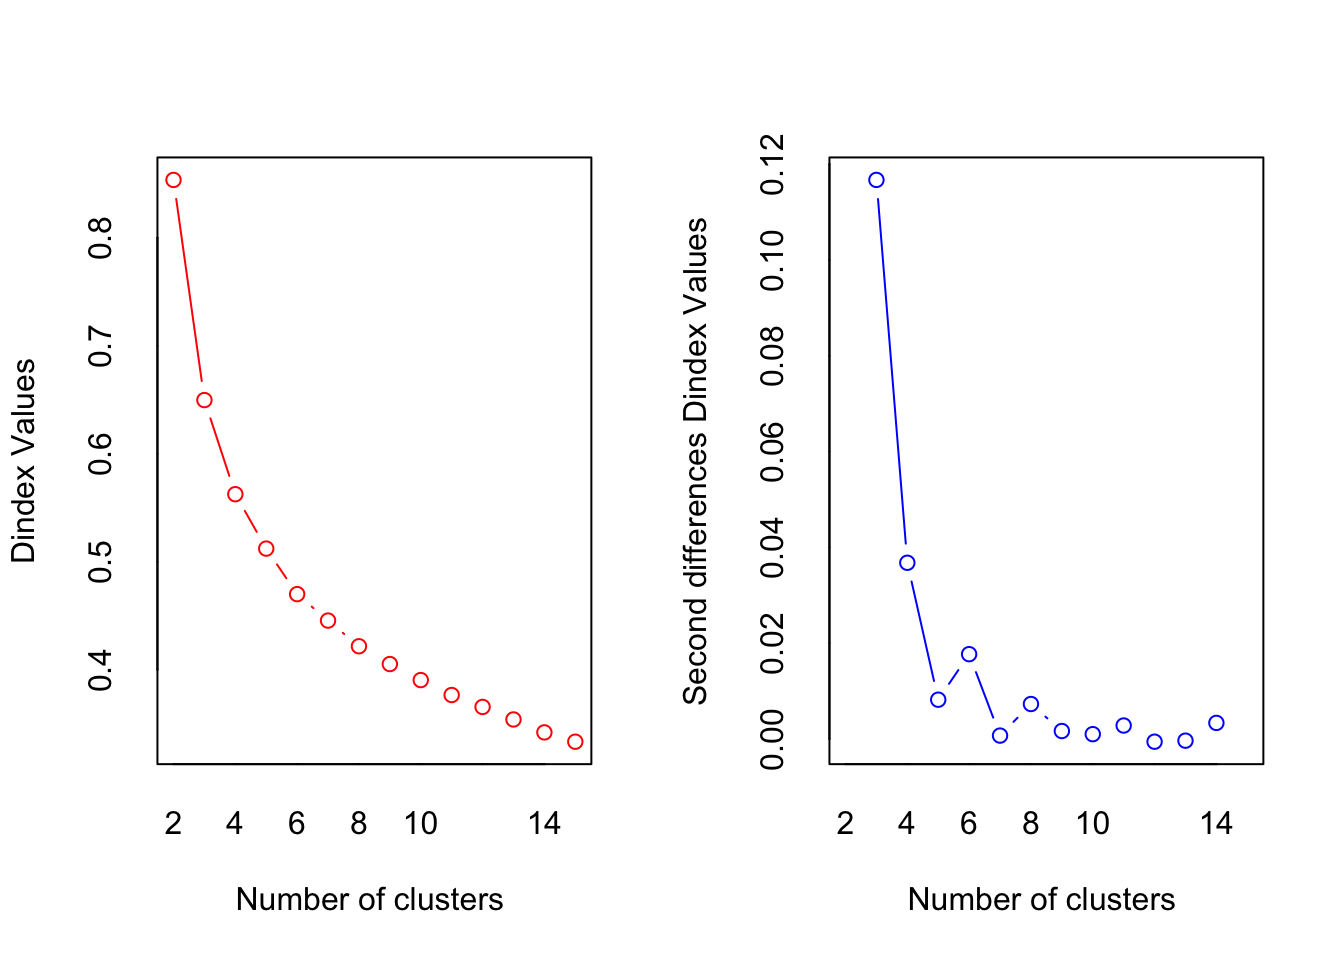 Dindex Values
0.8
0.7
0.6
0.5
0.4
2 4 6 8 10 14
Number of clusters
Second differences Dindex Values
0.12
0.10
0.08
0.06
0.04
0.02
0.00
2 4 6 8 10 14
Number of clusters